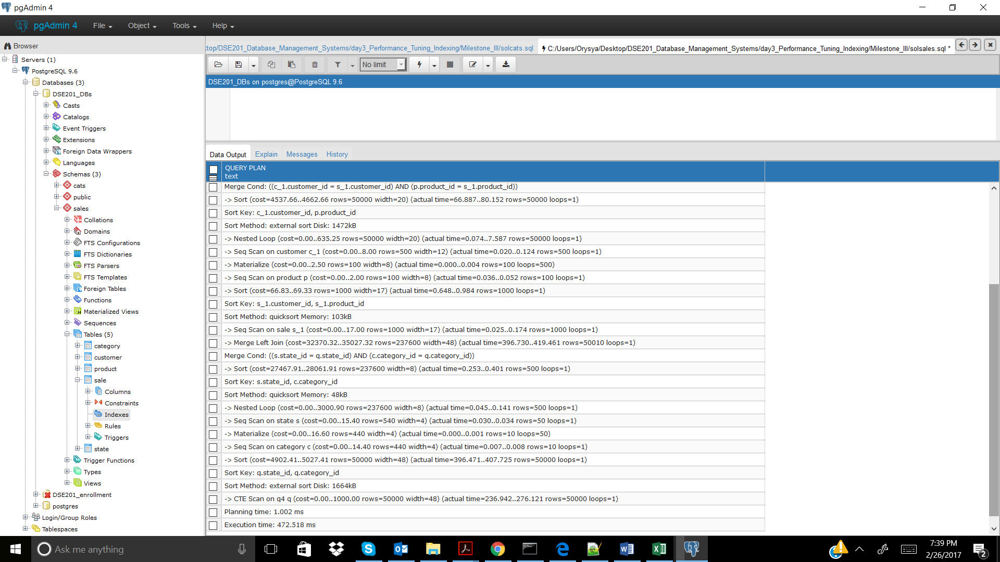 pgAdmin 4
pgAdmin 4 File Object Tools Help
Browser
Servers (1)
PostgreSQL 9.6
Databases (3)
DSE201_DBs
Casts
Catalogs
Event Triggers
Extensions
Foreign Data Wrappers
Languages
Schemas (3)
cats
public
sales
Collations
Domains
FTS Configurations
FTS Dictionaries
FTS Parsers
FTS Templates
Foreign Tables
Functions
Materialized Views
Sequences
Tables (5)
category
customer
product
sale
Columns
Constraints
Indexes
Rules
Triggers
state
Trigger Functions
Types
Views
DSE201_enrollment
postgres
Login/Group Roles
Tablespaces
ktop/DSE201_Database_Management_Systems/day3_Performance_Tuning_Indexing/Milestone_III/solcats.sql
C:/Users/Orysya/Desktop/DSE201_Database_Management_Systems/day3_Performance_Tuning_Indexing/Milestone_III/solsales.sql *
No limit
DSE201_DBs on postgres@PostgreSQL 9.6
Data Output Explain Messages History
QUERY PLAN
text
Merge Cond: ((c_1.customer_id = s_1.customer_id) AND (p.product_id = s_1.product_id))
-> Sort (cost=4537.66..4662.66 rows=50000 width=20) (actual time=66.887..80.152 rows=50000 loops=1)
Sort Key: c_1.customer_id, p.product_id
Sort Method: external sort Disk: 1472kB
-> Nested Loop (cost=0.00..635.25 rows=50000 width=20) (actual time=0.074..7.587 rows=50000 loops=1)
-> Seq Scan on customer c_1 (cost=0.00..8.00 rows=500 width=12) (actual time=0.020..0.124 rows=500 loops=1)
-> Materialize (cost=0.00..2.50 rows=100 width=8) (actual time=0.000..0.004 rows=100 loops=500)
-> Seq Scan on product p (cost=0.00..2.00 rows=100 width=8) (actual time=0.036..0.052 rows=100 loops=1)
-> Sort (cost=66.83..69.33 rows=1000 width=17) (actual time=0.648..0.984 rows=1000 loops=1)
Sort Key: s_1.customer_id, s_1.product_id
Sort Method: quicksort Memory: 103kB
-> Seq Scan on sale s_1 (cost=0.00..17.00 rows=1000 width=17) (actual time=0.025..0.174 rows=1000 loops=1)
-> Merge Left Join (cost=32370.32..35027.32 rows=237600 width=48) (actual time=396.730..419.461 rows=50010 loops=1)
Merge Cond: ((s.state_id = q.state_id) AND (c.category_id = q.category_id))
-> Sort (cost=27467.91..28061.91 rows=237600 width=8) (actual time=0.253..0.401 rows=500 loops=1)
Sort Key: s.state_id, c.category_id
Sort Method: quicksort Memory: 48kB
-> Nested Loop (cost=0.00..3000.90 rows=237600 width=8) (actual time=0.045..0.141 rows=500 loops=1)
-> Seq Scan on state s (cost=0.00..15.40 rows=540 width=4) (actual time=0.030..0.034 rows=50 loops=1)
-> Materialize (cost=0.00..16.60 rows=440 width=4) (actual time=0.000..0.001 rows=10 loops=50)
-> Seq Scan on category c (cost=0.00..14.40 rows=440 width=4) (actual time=0.007..0.008 rows=10 loops=1)
-> Sort (cost=4902.41..5027.41 rows=50000 width=48) (actual time=396.471..407.725 rows=50000 loops=1)
Sort Key: q.state_id, q.category_id
Sort Method: external sort Disk: 1664kB
-> CTE Scan on q4 q (cost=0.00..1000.00 rows=50000 width=48) (actual time=236.942..276.121 rows=50000 loops=1)
Planning time: 1.002 ms
Execution time: 472.518 ms
Ask me anything
7:39 PM
2/26/2017
2